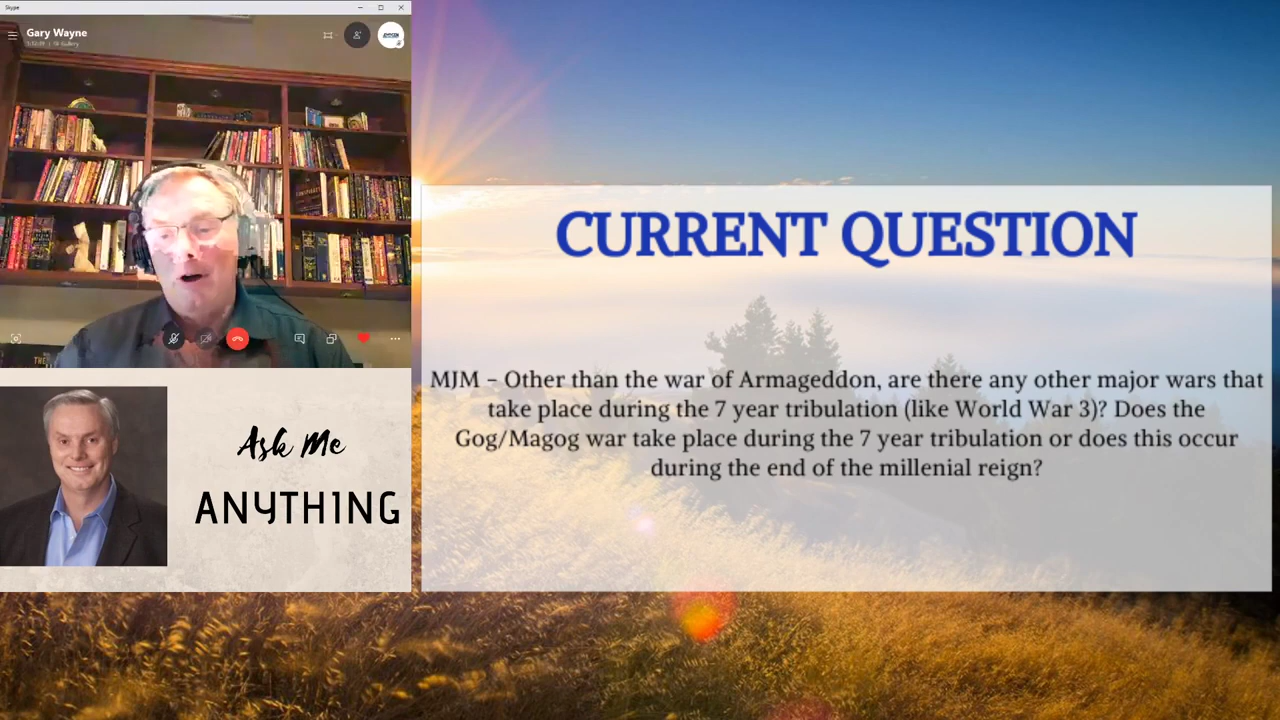 Skype
Gary Wayne
Ask Me
ANYTHING
CURRENT QUESTION
MJM – Other than the war of Armageddon, are there any other major wars that
take place during the 7 year tribulation (like World War 3)? Does the
Gog/Magog war take place during the 7 year tribulation or does this occur
during the end of the millenial reign?